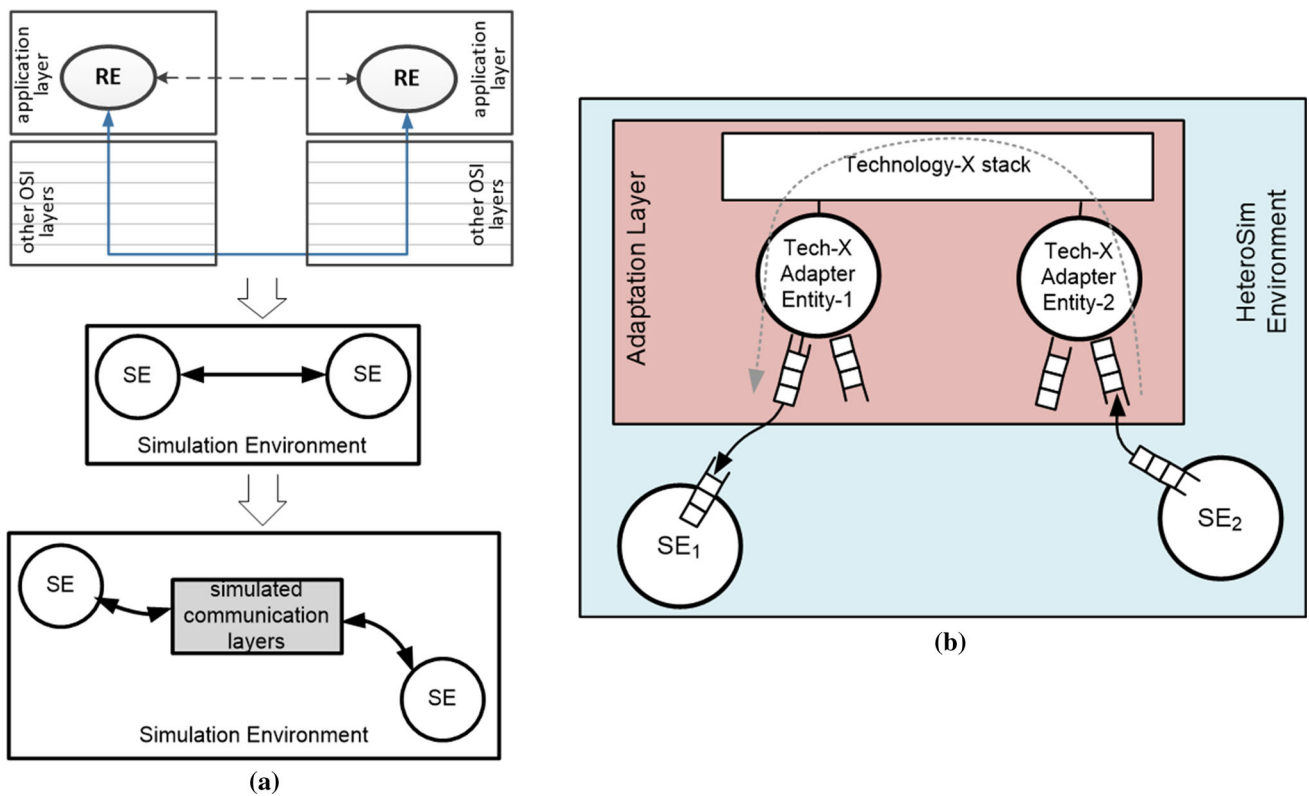 application
layer
RE
RE
application
layer
other OSI
layers
other OSI
layers
SE
SE
Simulation Environment
SE
simulated
communication
layers
SE
Simulation Environment
(a)
Technology-X stack
Adaptation Layer
Tech-X
Adapter
Entity-1
Tech-X
Adapter
Entity-2
HeteroSim
Environment
SE1
SE2
(b)